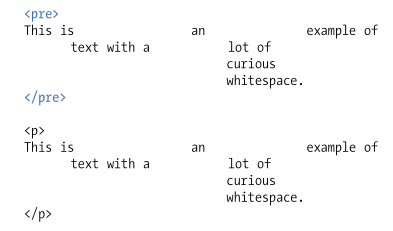 <pre>
This is                an              example of
      text with a           lot of
                            curious
                            whitespace.
</pre>

<p>
This is                an              example of
      text with a           lot of
                            curious
                            whitespace.
</p>